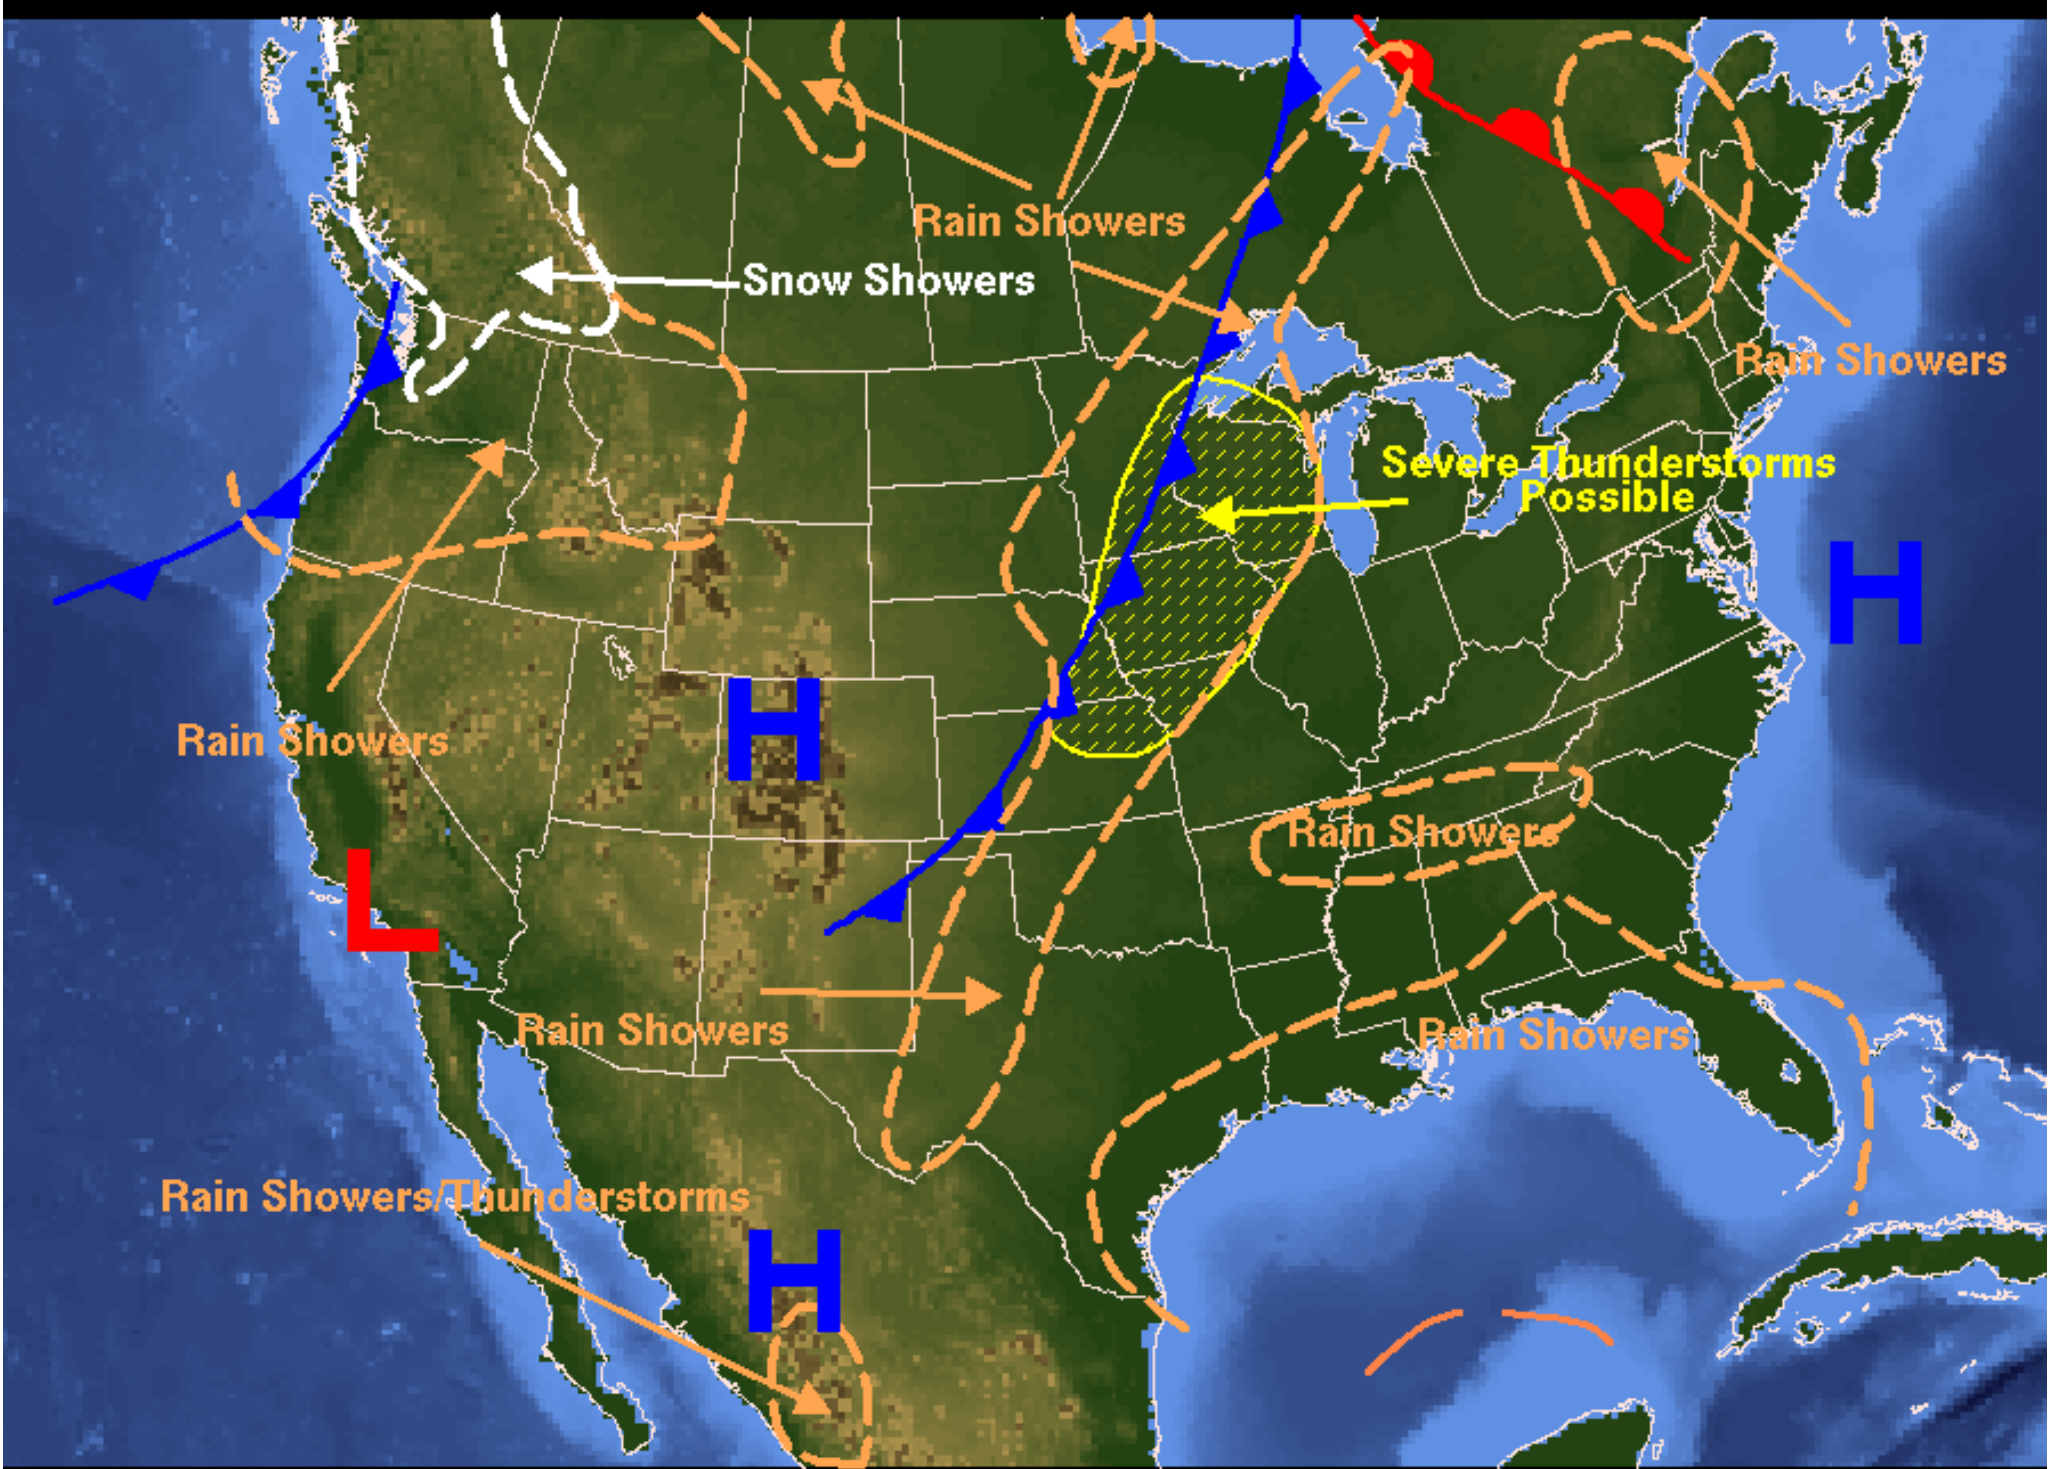 Rain Showers
Snow Showers
Rain Showers
Severe Thunderstorms
Possible
H
H
Rain Showers
Rain Showers
L
Rain Showers
Rain Showers
Rain Showers/Thunderstorms
H